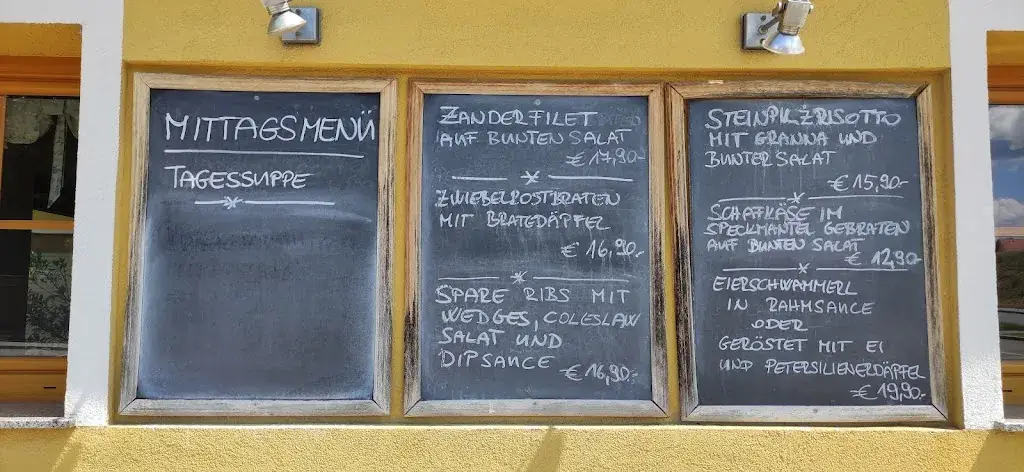 MITTAGSMENÜ
TAGESSUPPE
ZANDERFILET
AUF BUNTEN SALAT
€ 17,90-
ZWIEBELROSTBRATEN
MIT BRATEDÄPFEL
€ 16,90-
SPARE RIBS MIT
WEDGES, COLESLAW
SALAT UND
DIPSAUCE
€ 16,90-
STEINPILZRISOTTO
MIT GRANNA UND
BUNTER SALAT
€ 15,90-
SCHAFKÄSE IM
SPECKMANTEL GEBRATEN
AUF BUNTEN SALAT
€ 12,90-
EIERSCHWAMMERL
IN RAHMSAUCE
ODER
GERÖSTET MIT EI
UND PETERSILIENERDÄPFEL
€ 19,90-